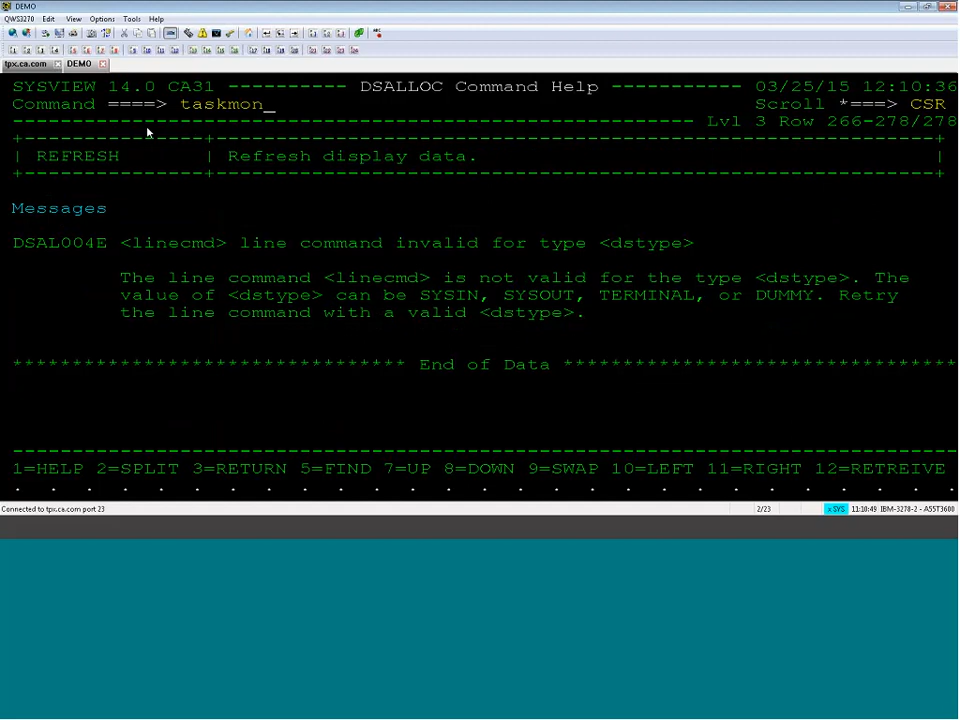 DEMO
QWS3270 Edit View Options Tools Help
tpx.ca.com DEMO
SYSVIEW 14.0 CA31 ---------- DSALLOC Command Help ----------- 03/25/15 12:10:36
Command ====> taskmon_ Scroll *===> CSR
--------------------------------------------------------- Lvl 3 Row 266-278/278
+---------------+-------------------------------------------------------------+
| REFRESH | Refresh display data. |
+---------------+-------------------------------------------------------------+
Messages
DSAL004E <linecmd> line command invalid for type <dstype>
The line command <linecmd> is not valid for the type <dstype>. The
value of <dstype> can be SYSIN, SYSOUT, TERMINAL, or DUMMY. Retry
the line command with a valid <dstype>.
********************************* End of Data *********************************
-------------------------------------------------------------------------------
1=HELP 2=SPLIT 3=RETURN 5=FIND 7=UP 8=DOWN 9=SWAP 10=LEFT 11=RIGHT 12=RETREIVE
Connected to tpx.ca.com port 23 2/23 x SYS 11:10:49 IBM-3278-2 - A55T3600